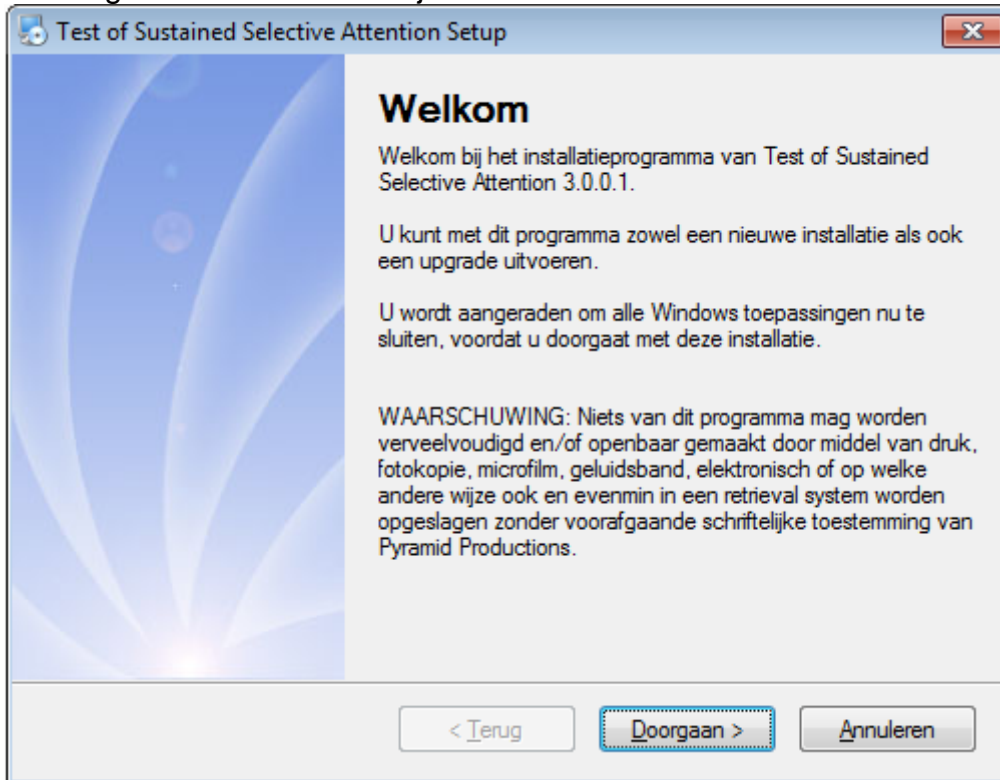 Test of Sustained Selective Attention Setup
Welkom
Welkom bij het installatieprogramma van Test of Sustained
Selective Attention 3.0.0.1.
U kunt met dit programma zowel een nieuwe installatie als ook
een upgrade uitvoeren.
U wordt aangeraden om alle Windows toepassingen nu te
sluiten, voordat u doorgaat met deze installatie.
WAARSCHUWING: Niets van dit programma mag worden
verveelvoudigd en/of openbaar gemaakt door middel van druk,
fotokopie, microfilm, geluidsband, elektronisch of op welke
andere wijze ook en evenmin in een retrieval system worden
opgeslagen zonder voorafgaande schriftelijke toestemming van
Pyramid Productions.
< Terug Doorgaan > Annuleren